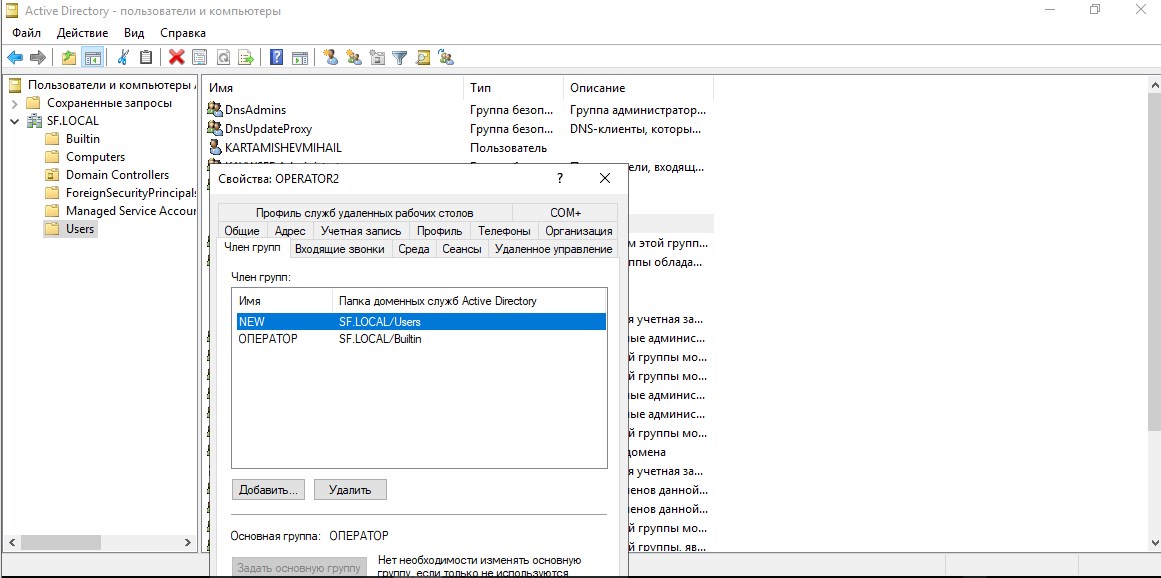 Active Directory - пользователи и компьютеры
Файл Действие Вид Справка
Пользователи и компьютеры
Сохраненные запросы
SF.LOCAL
Builtin
Computers
Domain Controllers
ForeignSecurityPrincipals
Managed Service Accour
Users
Имя Тип Описание
DnsAdmins Группа безоп... Группа администратор...
DnsUpdateProxy Группа безоп... DNS-клиенты, которы...
KARTAMISHEVMIHAIL Пользователь
ели, входящ...
м этой групп...
ппы облада...
я учетная за...
ные админис...
й группы мо...
й группы мо...
ые админис...
ые админис...
й группы мо...
домена
я учетная за...
енов данной...
енов данной...
й группы мо...
й группы, яв...
Свойства: OPERATOR2 ?
Профиль служб удаленных рабочих столов COM+
Общие Адрес Учетная запись Профиль Телефоны Организация
Член групп Входящие звонки Среда Сеансы Удаленное управление
Член групп:
Имя Папка доменных служб Active Directory
NEW SF.LOCAL/Users
ОПЕРАТОР SF.LOCAL/Builtin
Добавить... Удалить
Основная группа: ОПЕРАТОР
Задать основную группу
Нет необходимости изменять основную
группу, если только не используются